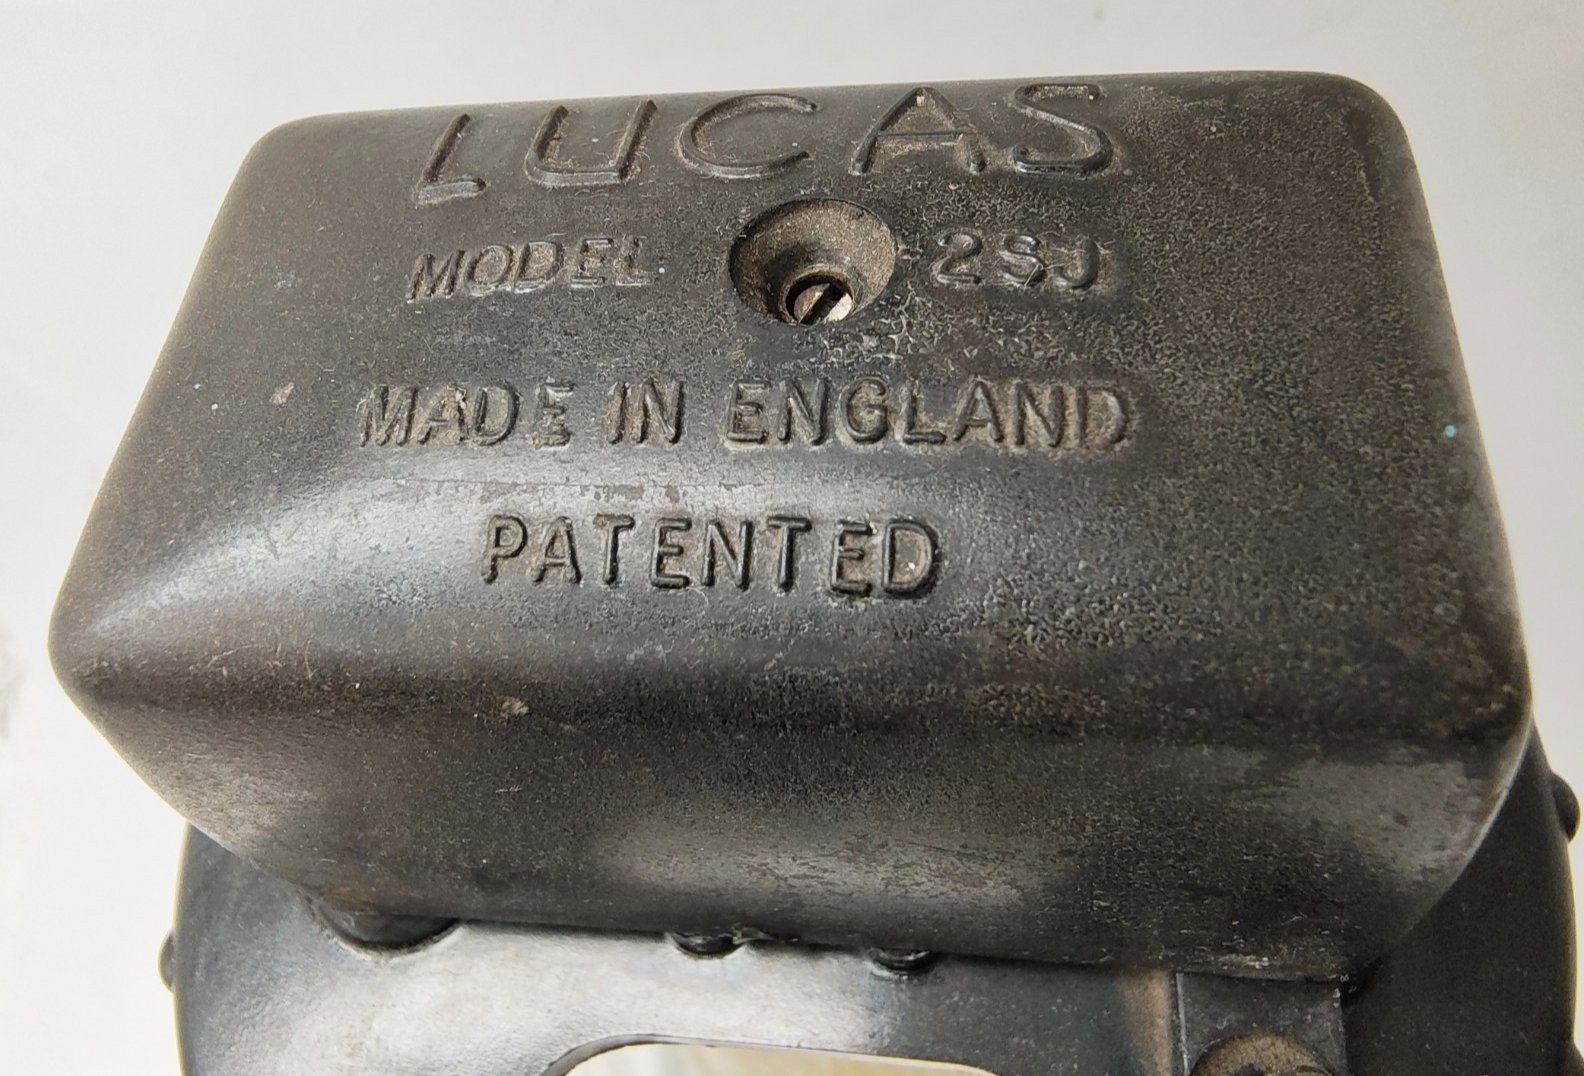 LUCAS
MODEL 2SJ
MADE IN ENGLAND
PATENTED